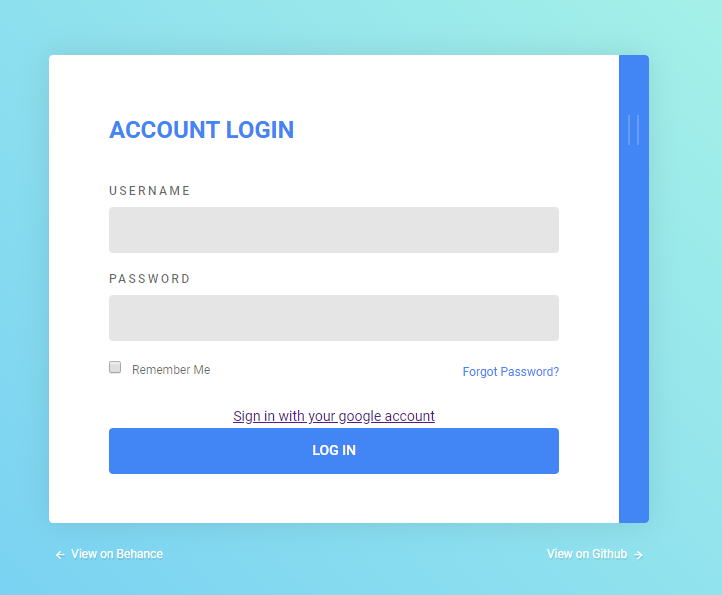 ACCOUNT LOGIN
USERNAME
PASSWORD
Remember Me
Forgot Password?
Sign in with your google account
LOG IN
← View on Behance
View on Github →